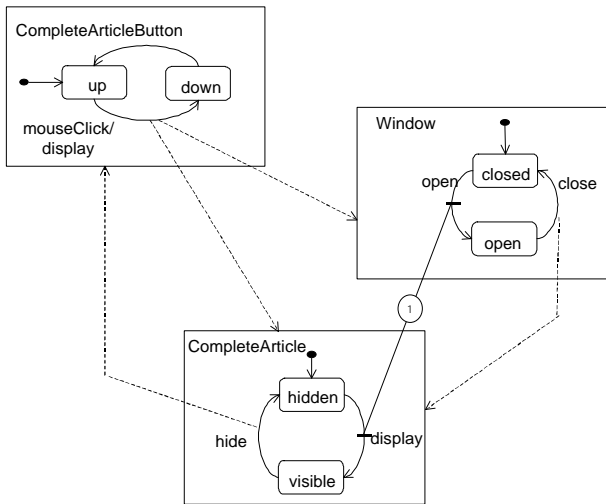 CompleteArticleButton
up
down
mouseClick/
display
Window
closed
open
close
open
1
CompleteArticle
hidden
display
hide
visible